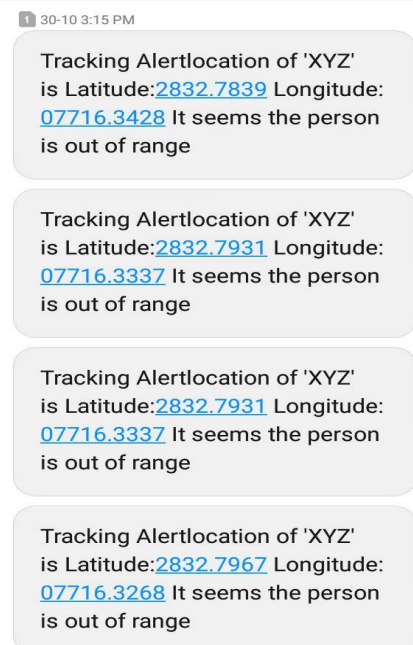 1 30-10 3:15 PM
Tracking Alertlocation of 'XYZ'
is Latitude:2832.7839 Longitude:
07716.3428 It seems the person
is out of range
Tracking Alertlocation of 'XYZ'
is Latitude:2832.7931 Longitude:
07716.3337 It seems the person
is out of range
Tracking Alertlocation of 'XYZ'
is Latitude:2832.7931 Longitude:
07716.3337 It seems the person
is out of range
Tracking Alertlocation of 'XYZ'
is Latitude:2832.7967 Longitude:
07716.3268 It seems the person
is out of range